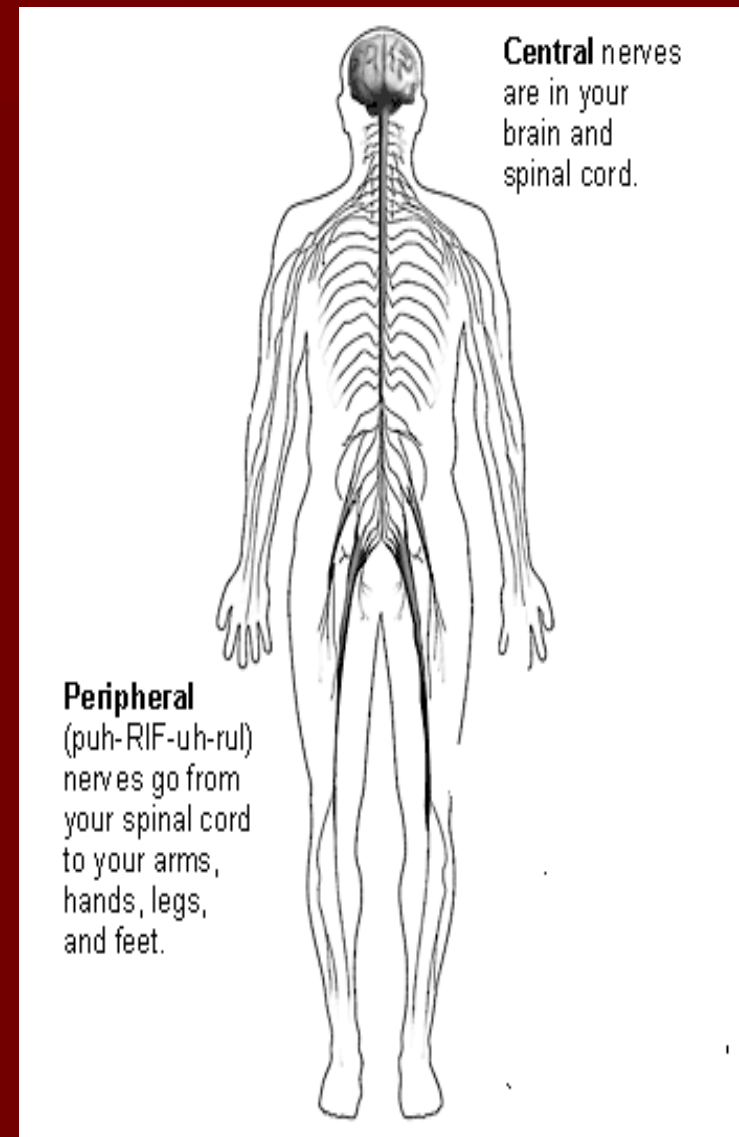 Central nerves
are in your
brain and
spinal cord.
Peripheral
(puh-RIF-uh-rul)
nerves go from
your spinal cord
to your arms,
hands, legs,
and feet.